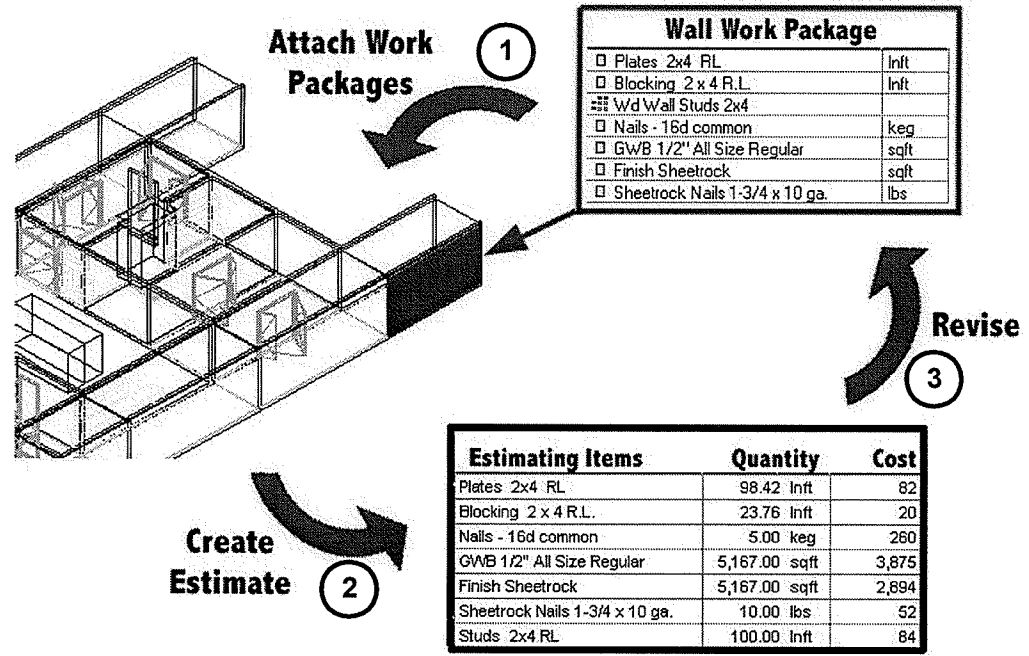 Attach Work
Packages
1
Wall Work Package
Plates 2x4 RL lnft
Blocking 2 x 4 R.L. lnft
Wd Wall Studs 2x4
Nails - 16d common keg
GWB 1/2" All Size Regular sqft
Finish Sheetrock sqft
Sheetrock Nails 1-3/4 x 10 ga. lbs
Revise
3
Create
Estimate
2
Estimating Items Quantity Cost
Plates 2x4 RL 98.42 lnft 82
Blocking 2 x 4 R.L. 23.76 lnft 20
Nails - 16d common 5.00 keg 260
GWB 1/2" All Size Regular 5,167.00 sqft 3,875
Finish Sheetrock 5,167.00 sqft 2,894
Sheetrock Nails 1-3/4 x 10 ga. 10.00 lbs 52
Studs 2x4 RL 100.00 lnft 84